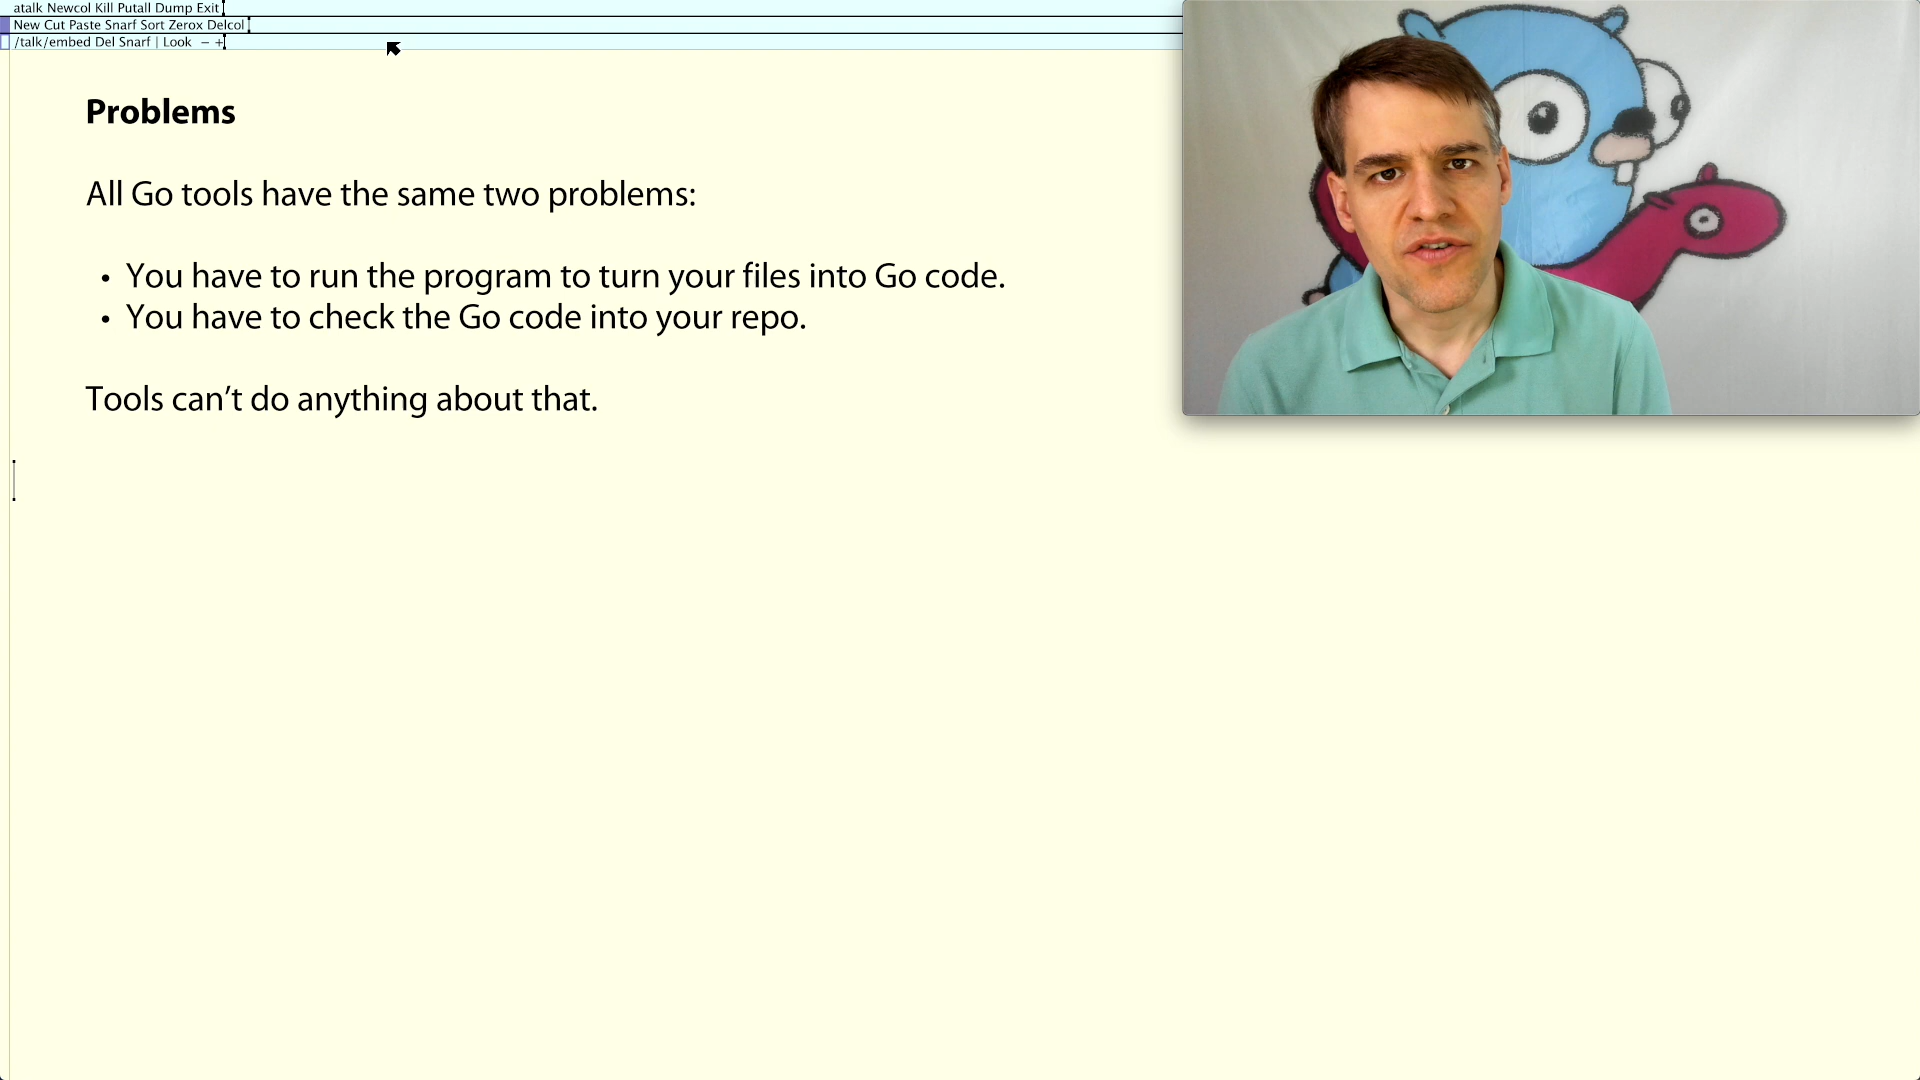 atalk Newcol Kill Putall Dump Exit
New Cut Paste Snarf Sort Zerox Delcol
/talk/embed Del Snarf | Look − +
Problems
All Go tools have the same two problems:
• You have to run the program to turn your files into Go code.
• You have to check the Go code into your repo.
Tools can’t do anything about that.